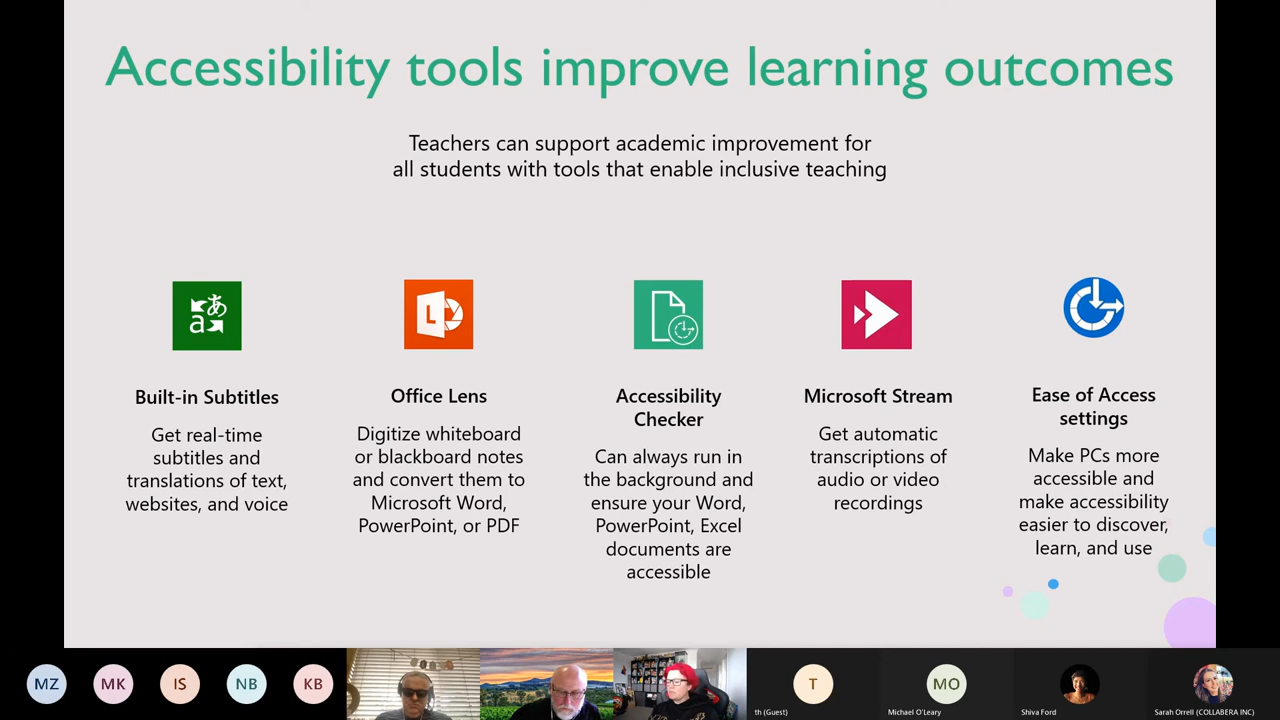 Accessibility tools improve learning outcomes
Teachers can support academic improvement for
all students with tools that enable inclusive teaching
あ
a
L
Built-in Subtitles
Get real-time
subtitles and
translations of text,
websites, and voice
Office Lens
Digitize whiteboard
or blackboard notes
and convert them to
Microsoft Word,
PowerPoint, or PDF
Accessibility
Checker
Can always run in
the background and
ensure your Word,
PowerPoint, Excel
documents are
accessible
Microsoft Stream
Get automatic
transcriptions of
audio or video
recordings
Ease of Access
settings
Make PCs more
accessible and
make accessibility
easier to discover,
learn, and use
MZ
MK
IS
NB
KB
T
th (Guest)
MO
Michael O'Leary
Shiva Ford
Sarah Orrell (COLLABERA INC)